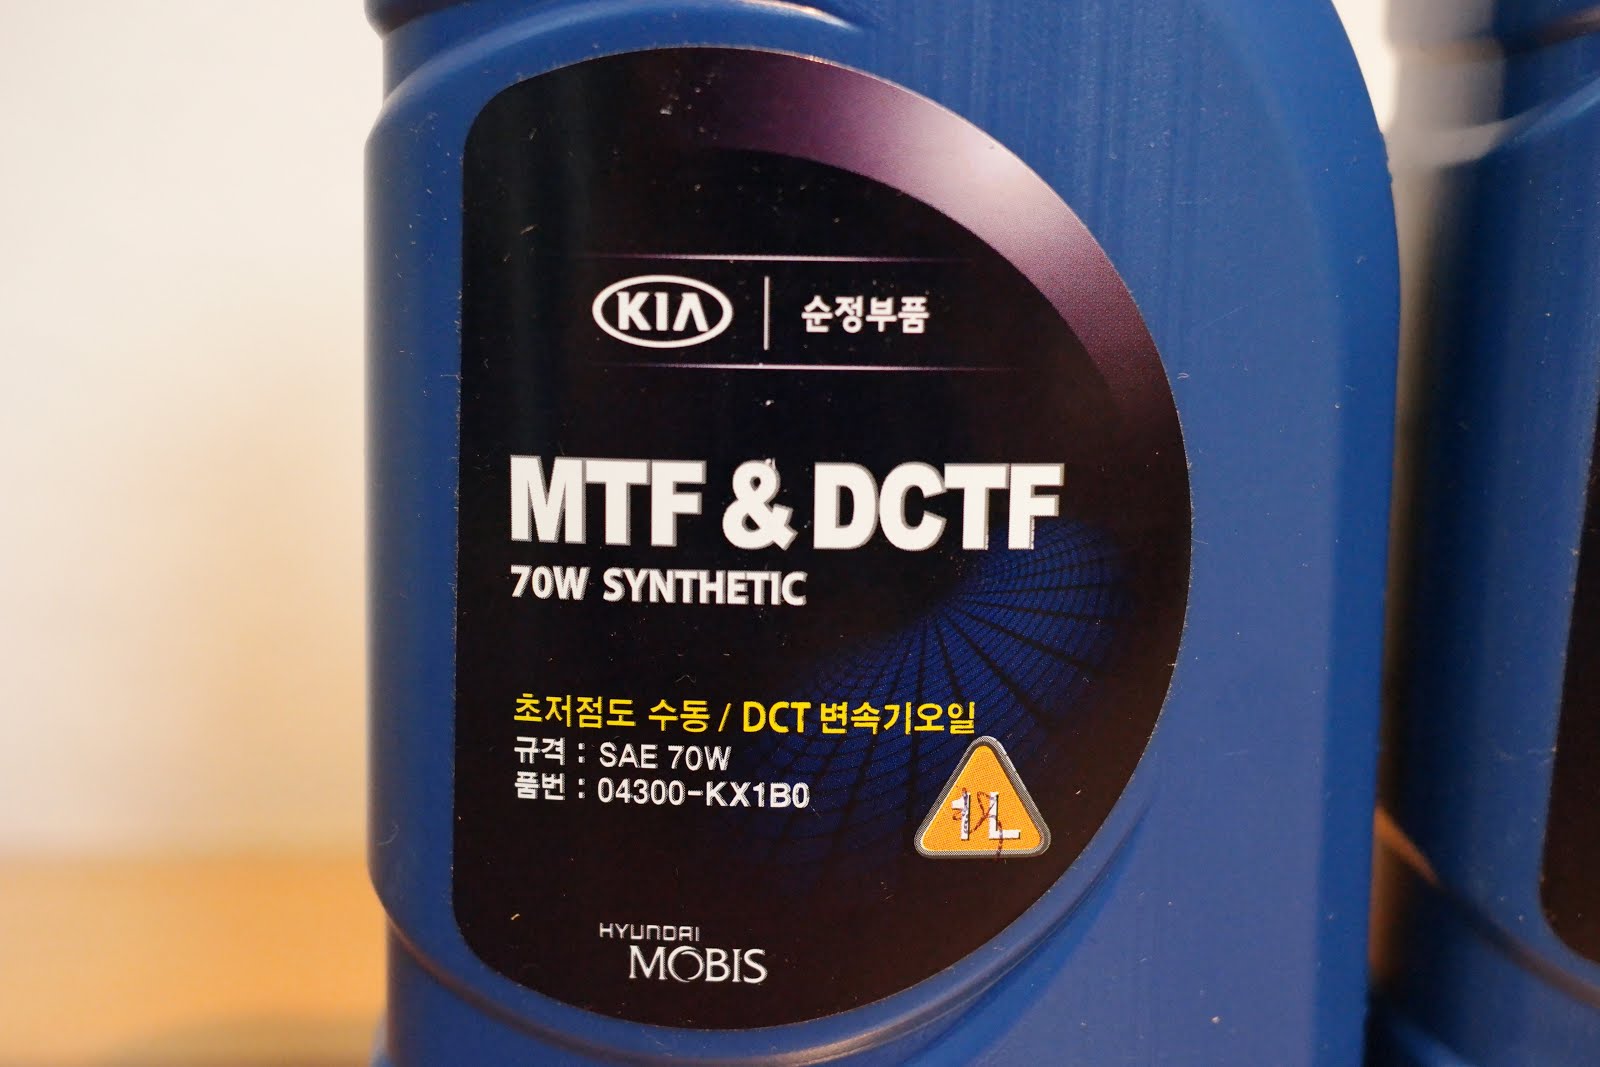 KIA 순정부품
MTF & DCTF
70W SYNTHETIC
초저점도 수동 / DCT 변속기오일
규격 : SAE 70W
품번 : 04300-KX1B0
1L
HYUNDAI
MOBIS